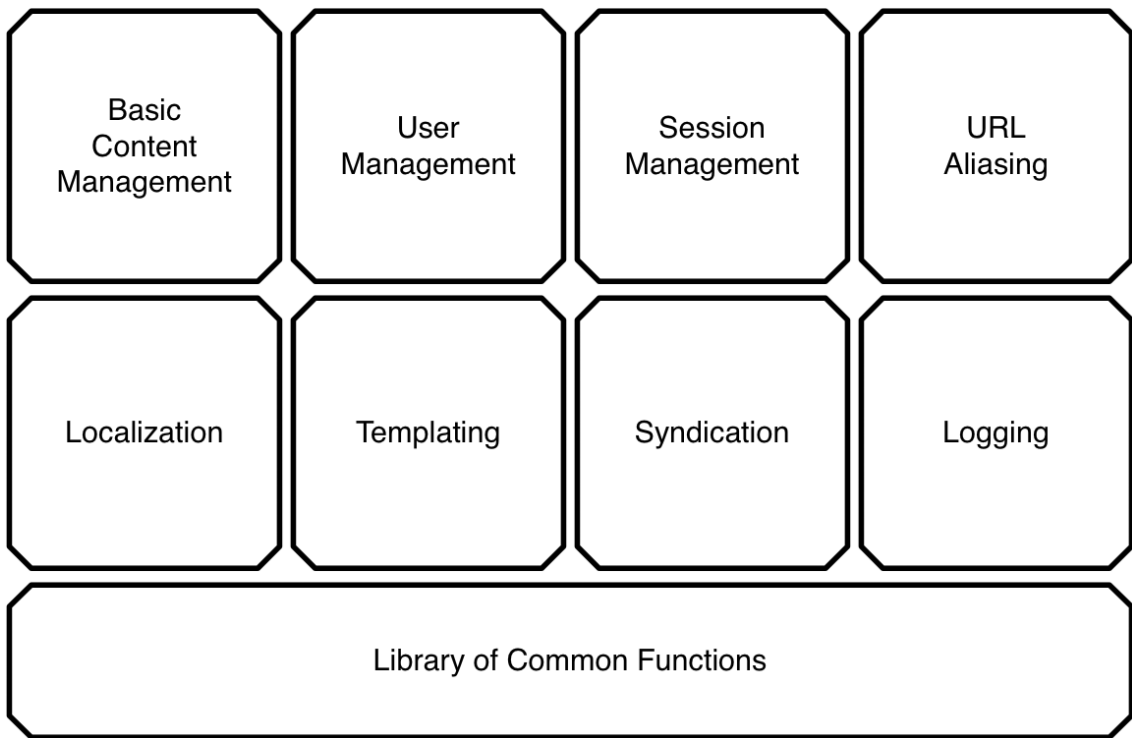 Basic
Content
Management
User
Management
Session
Management
URL
Aliasing
Localization
Templating
Syndication
Logging
Library of Common Functions